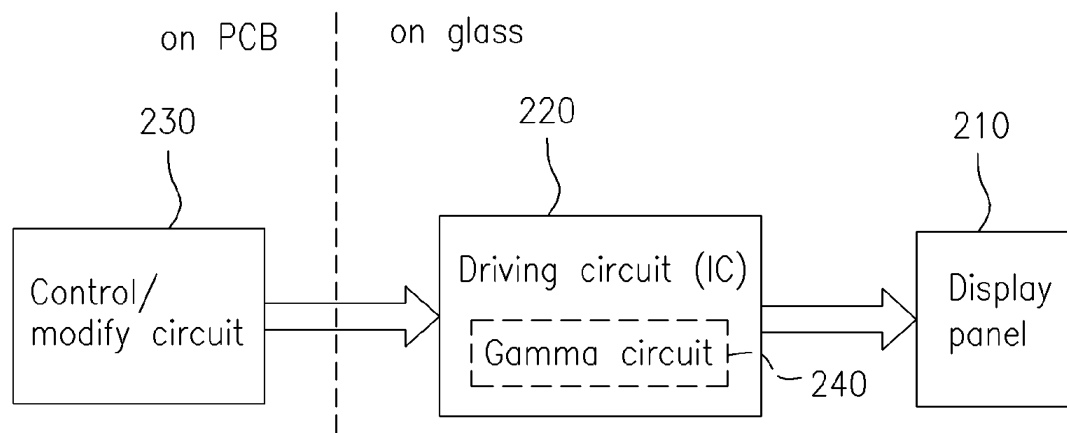 on PCB
on glass
230
220
210
Control/
modify circuit
Driving circuit (IC)
Gamma circuit
240
Display
panel